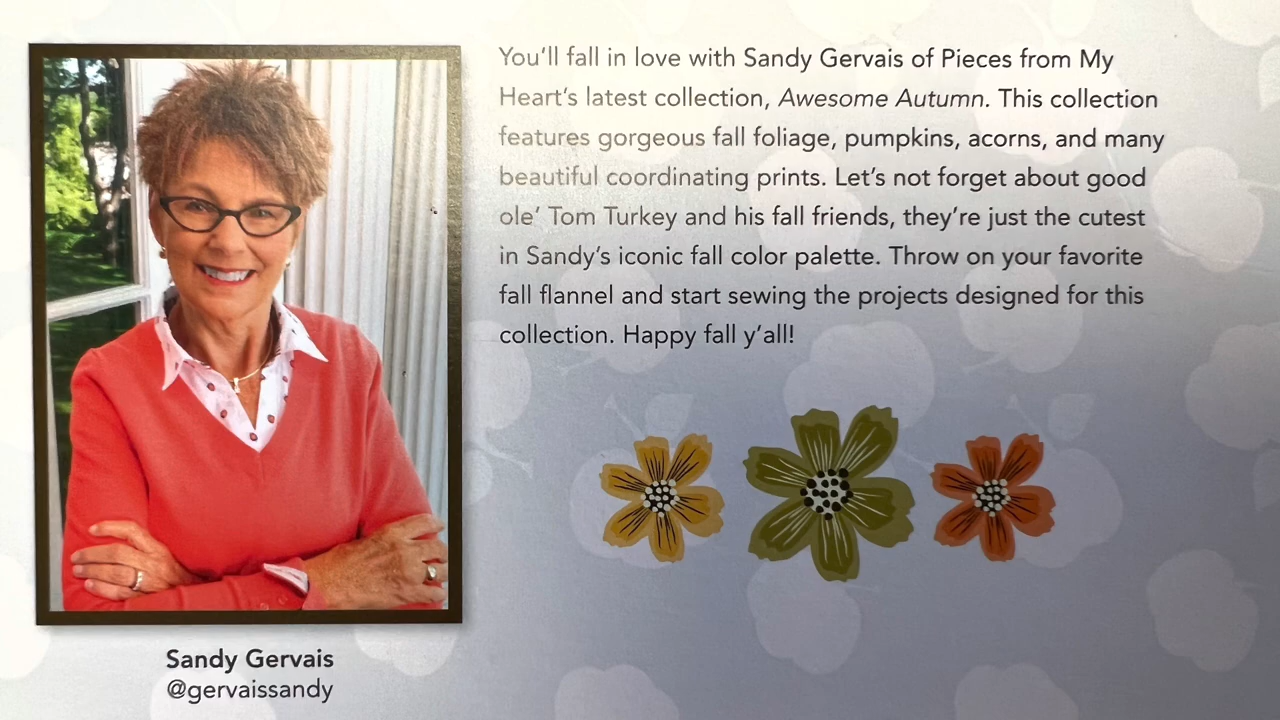 You'll fall in love with Sandy Gervais of Pieces from My
Heart's latest collection, Awesome Autumn. This collection
features gorgeous fall foliage, pumpkins, acorns, and many
beautiful coordinating prints. Let's not forget about good
ole' Tom Turkey and his fall friends, they're just the cutest
in Sandy's iconic fall color palette. Throw on your favorite
fall flannel and start sewing the projects designed for this
collection. Happy fall y'all!
Sandy Gervais
@gervaissandy